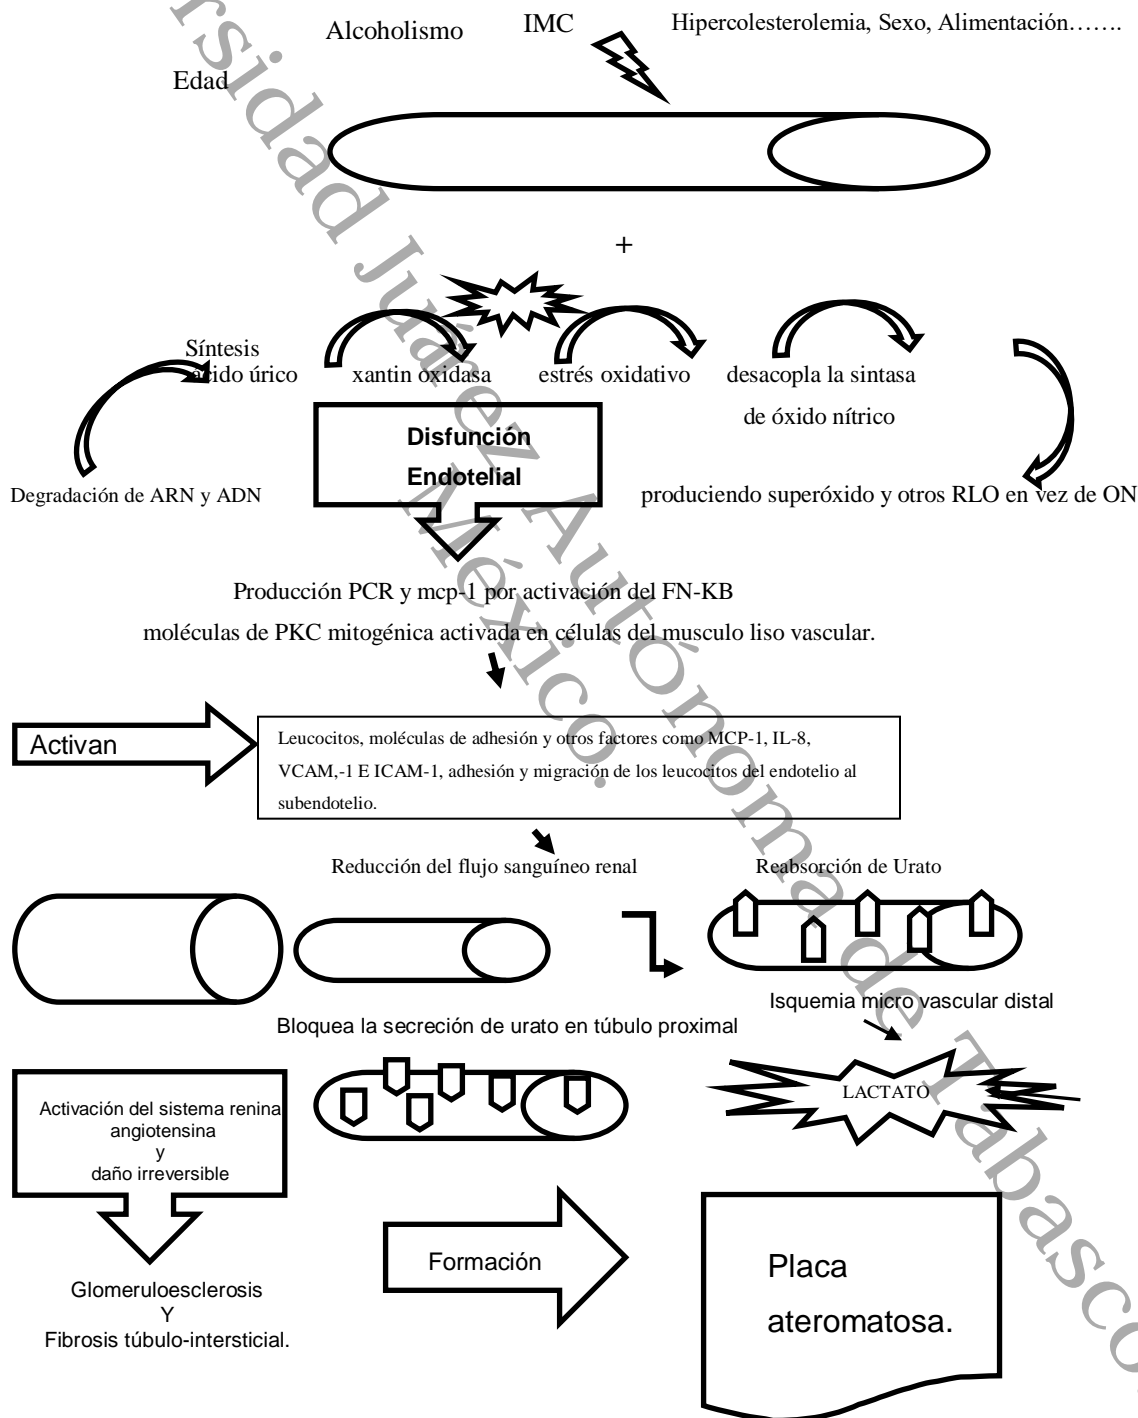 Alcoholismo
IMC
Hipercolesterolemia, Sexo, Alimentación…….
Edad
+
Síntesis
ácido úrico
xantin oxidasa
estrés oxidativo
desacopla la sintasa
de óxido nítrico
Disfunción
Endotelial
Degradación de ARN y ADN
produciendo superóxido y otros RLO en vez de ON
Producción PCR y mcp-1 por activación del FN-KB
moléculas de PKC mitogénica activada en células del musculo liso vascular.
Activan
Leucocitos, moléculas de adhesión y otros factores como MCP-1, IL-8,
VCAM,-1 E ICAM-1, adhesión y migración de los leucocitos del endotelio al
subendotelio.
Reducción del flujo sanguíneo renal
Reabsorción de Urato
Isquemia micro vascular distal
Bloquea la secreción de urato en túbulo proximal
LACTATO
Activación del sistema renina
angiotensina
y
daño irreversible
Formación
Placa
ateromatosa.
Glomeruloesclerosis
Y
Fibrosis túbulo-intersticial.
rsidad Juárez Autónoma de Tabasco.
México.